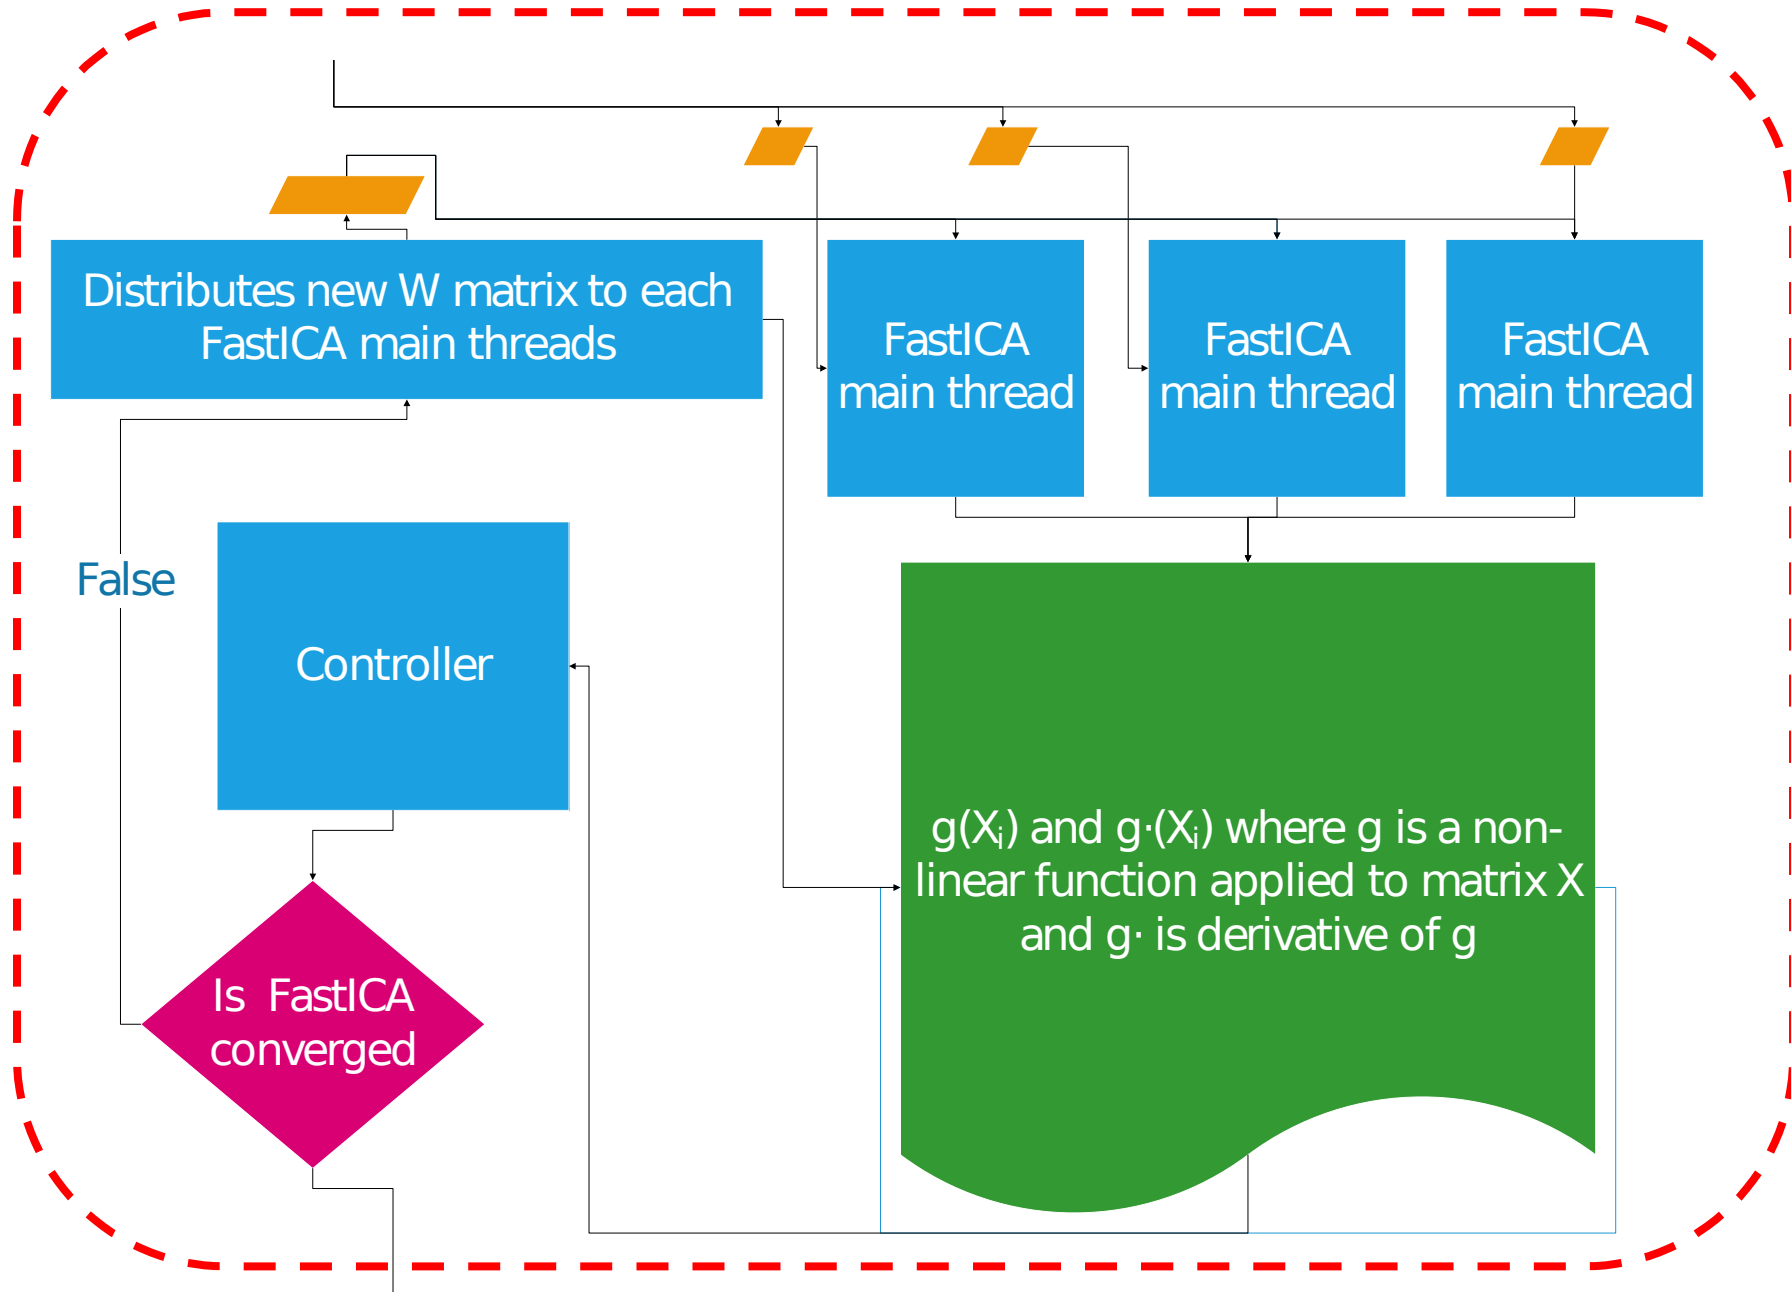 Distributes new W matrix to each
FastICA main threads
FastICA
main thread
FastICA
main thread
FastICA
main thread
False
Controller
g(Xᵢ) and g·(Xᵢ) where g is a non-
linear function applied to matrix X
and g· is derivative of g
Is FastICA
converged